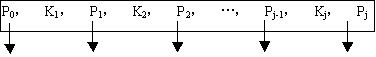 P₀, K₁, P₁, K₂, P₂, ⋯, Pⱼ₋₁, Kⱼ, Pⱼ